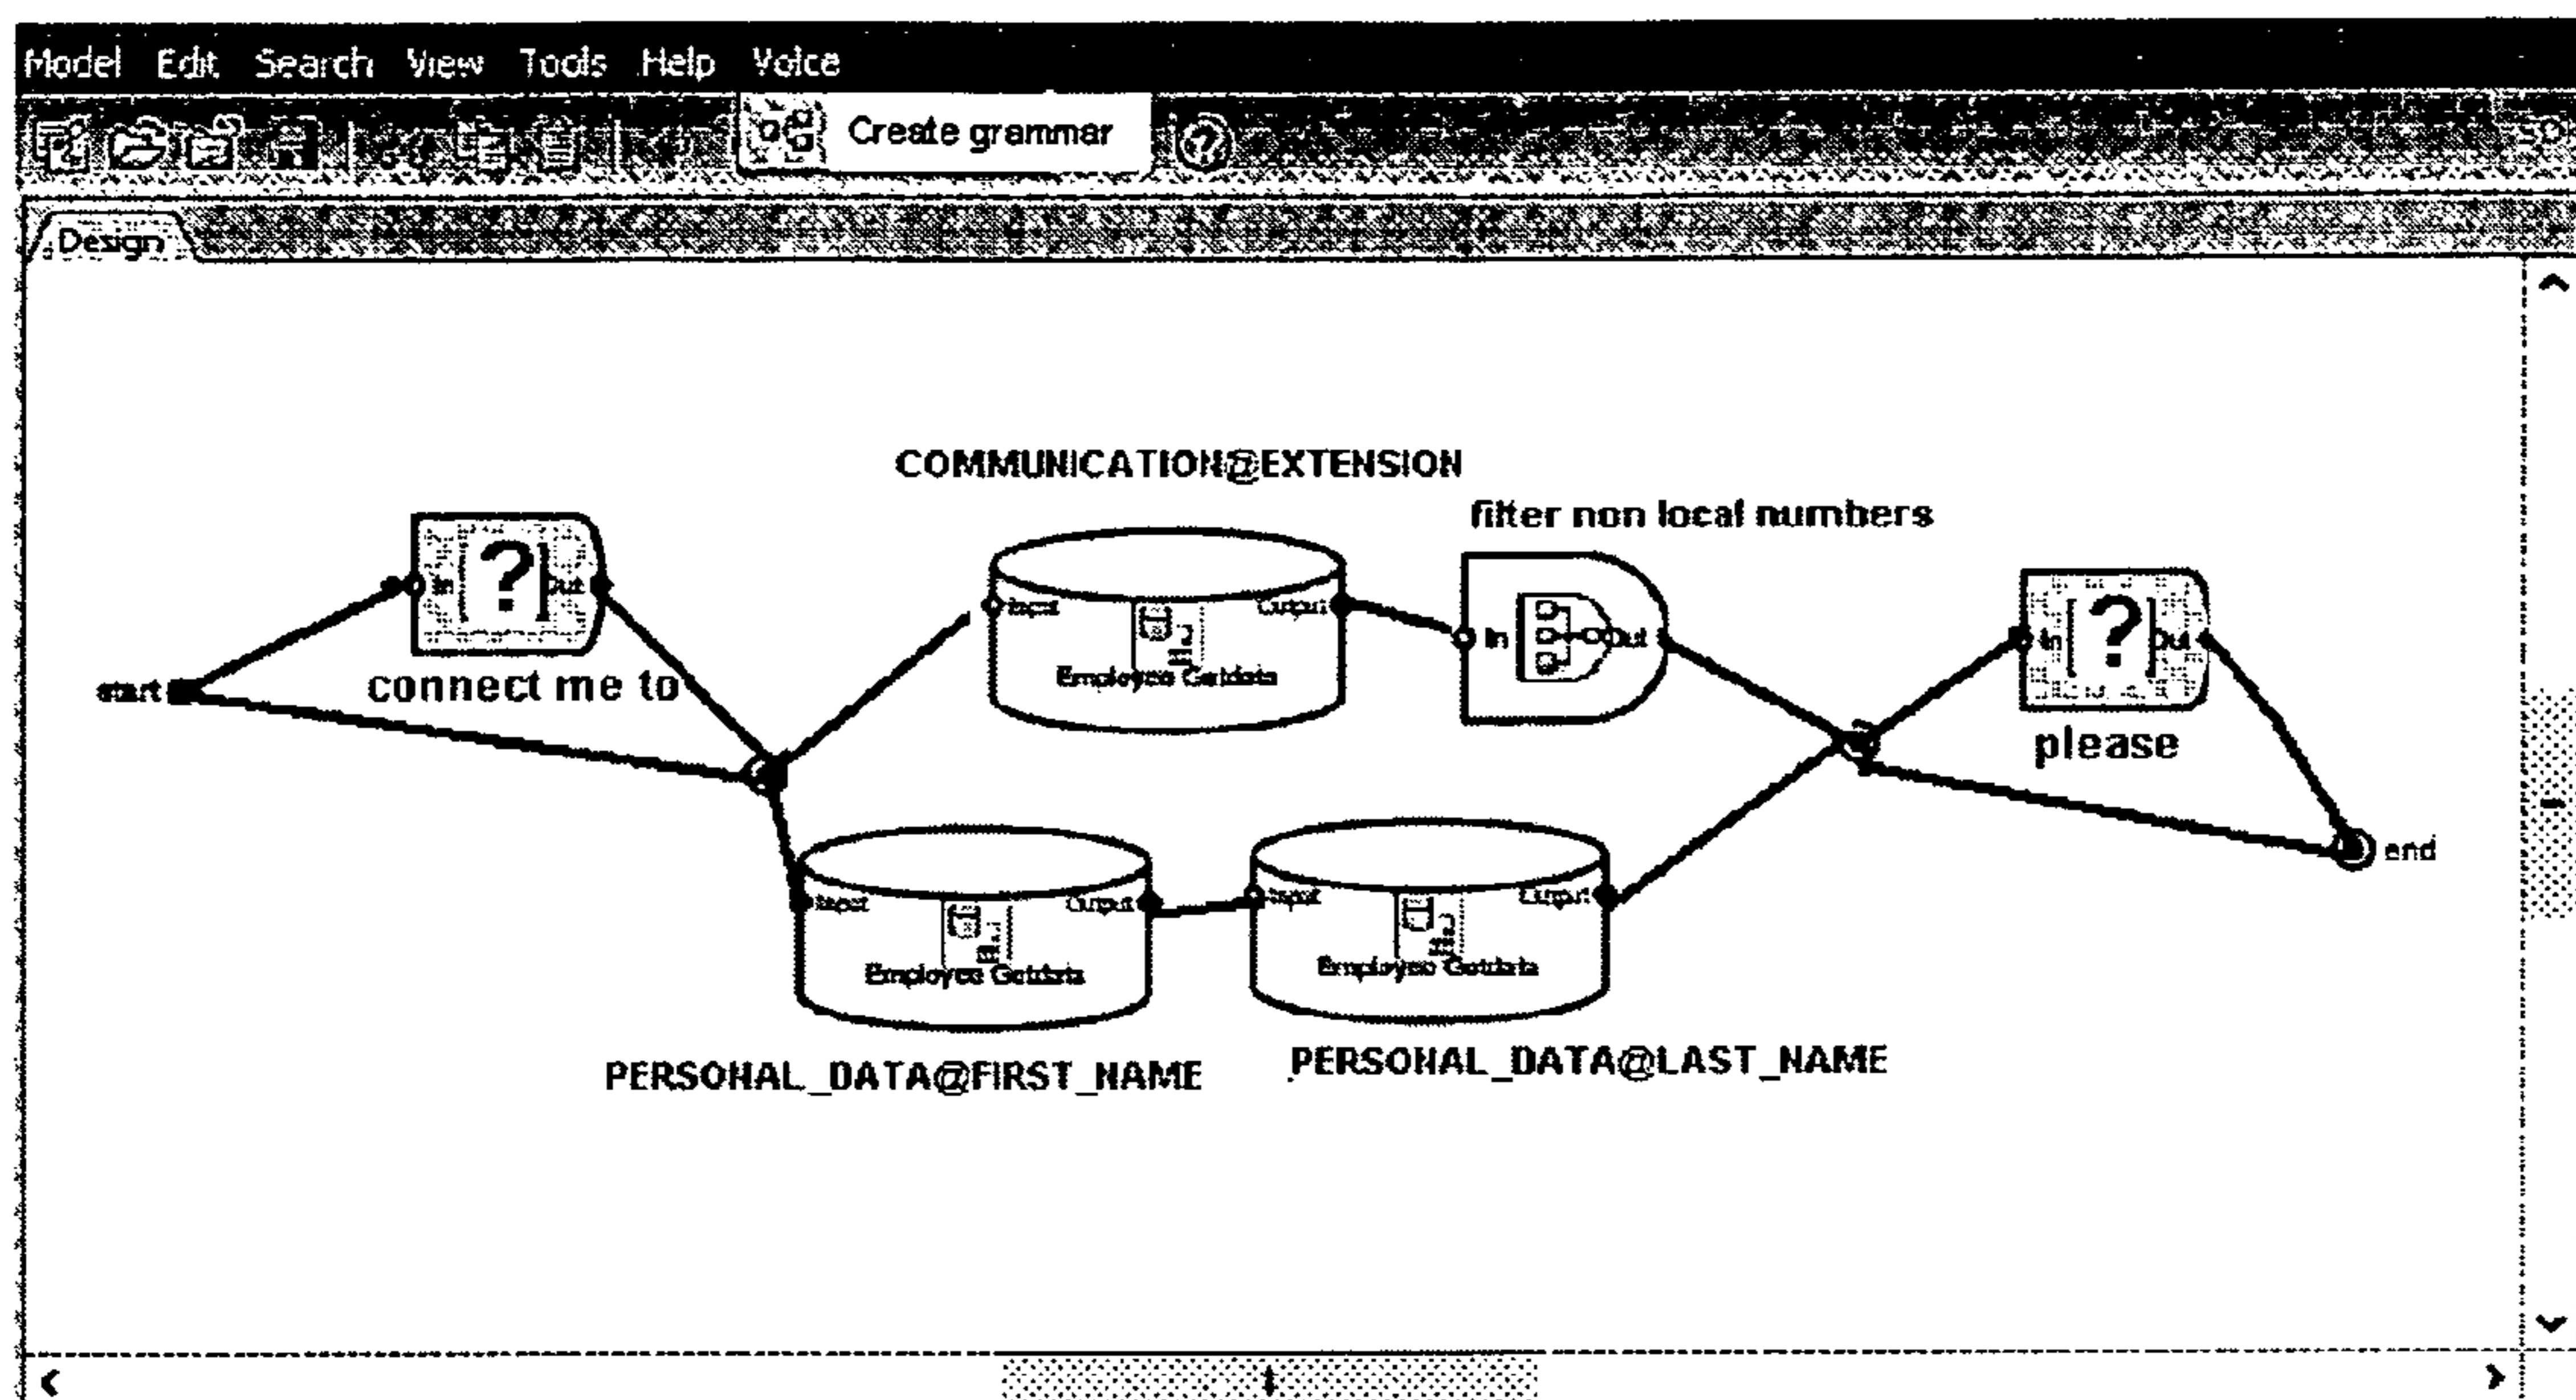 Model Edit Search View Tools Help Voice
Create grammar
?
Design
COMMUNICATION@EXTENSION
filter non local numbers
In [?] Out
Input Output
In Out
In [?] Out
Employee Getdata
start
connect me to
please
end
Input Output
Input Output
Employee Getdata
Employee Getdata
PERSONAL_DATA@FIRST_NAME
PERSONAL_DATA@LAST_NAME